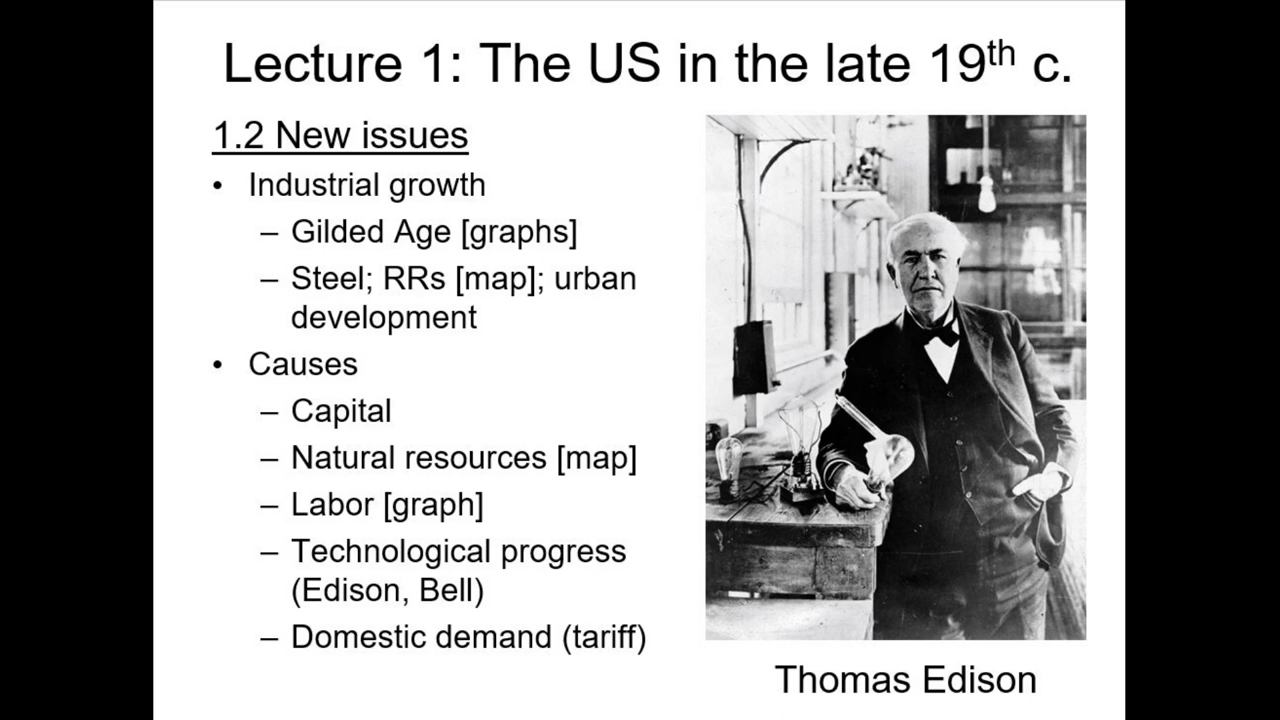 Lecture 1: The US in the late 19th c.
1.2 New issues
• Industrial growth
– Gilded Age [graphs]
– Steel; RRs [map]; urban
development
• Causes
– Capital
– Natural resources [map]
– Labor [graph]
– Technological progress
(Edison, Bell)
– Domestic demand (tariff)
Thomas Edison